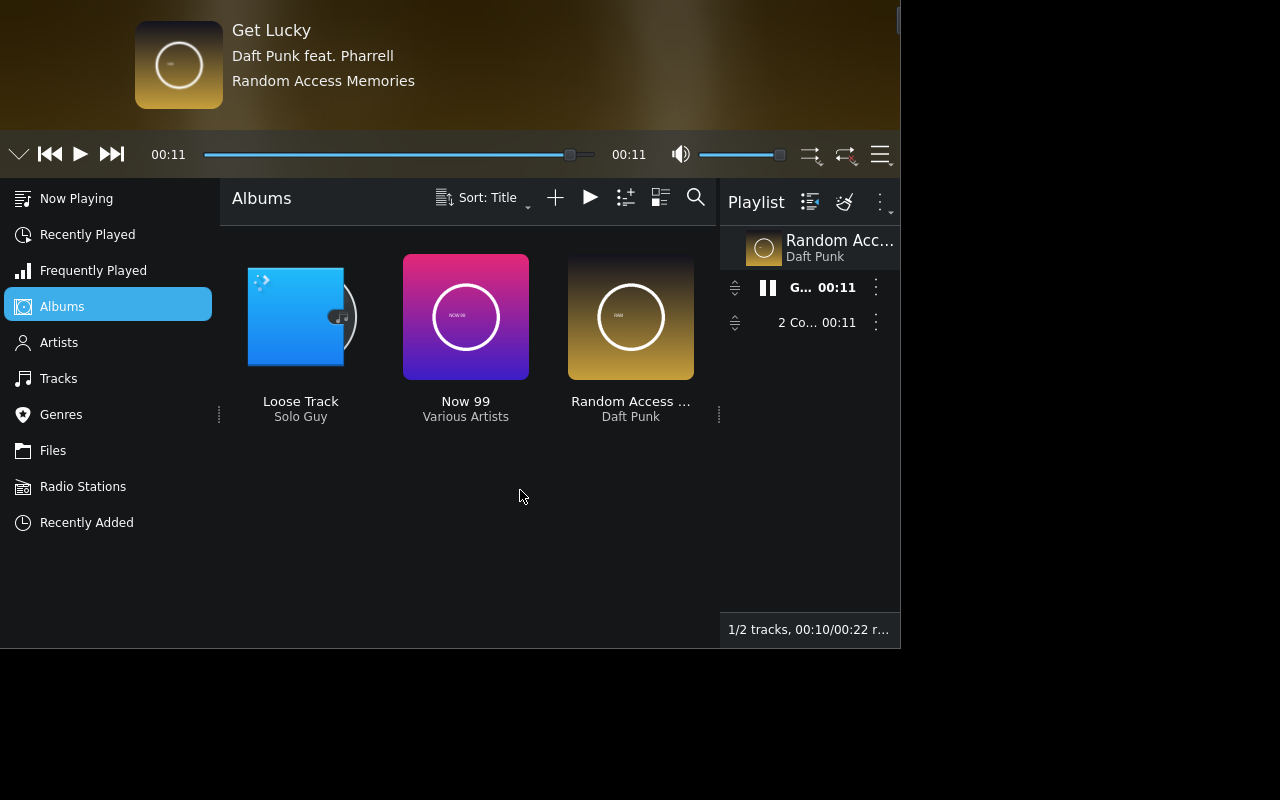 Get Lucky
Daft Punk feat. Pharrell
Random Access Memories
00:11
00:11
Now Playing
Recently Played
Frequently Played
Albums
Artists
Tracks
Genres
Files
Radio Stations
Recently Added
Albums
Sort: Title
NOW 99
RAM
Loose Track
Solo Guy
Now 99
Various Artists
Random Access ...
Daft Punk
Playlist
Random Acc...
Daft Punk
G... 00:11
2 Co... 00:11
1/2 tracks, 00:10/00:22 r...